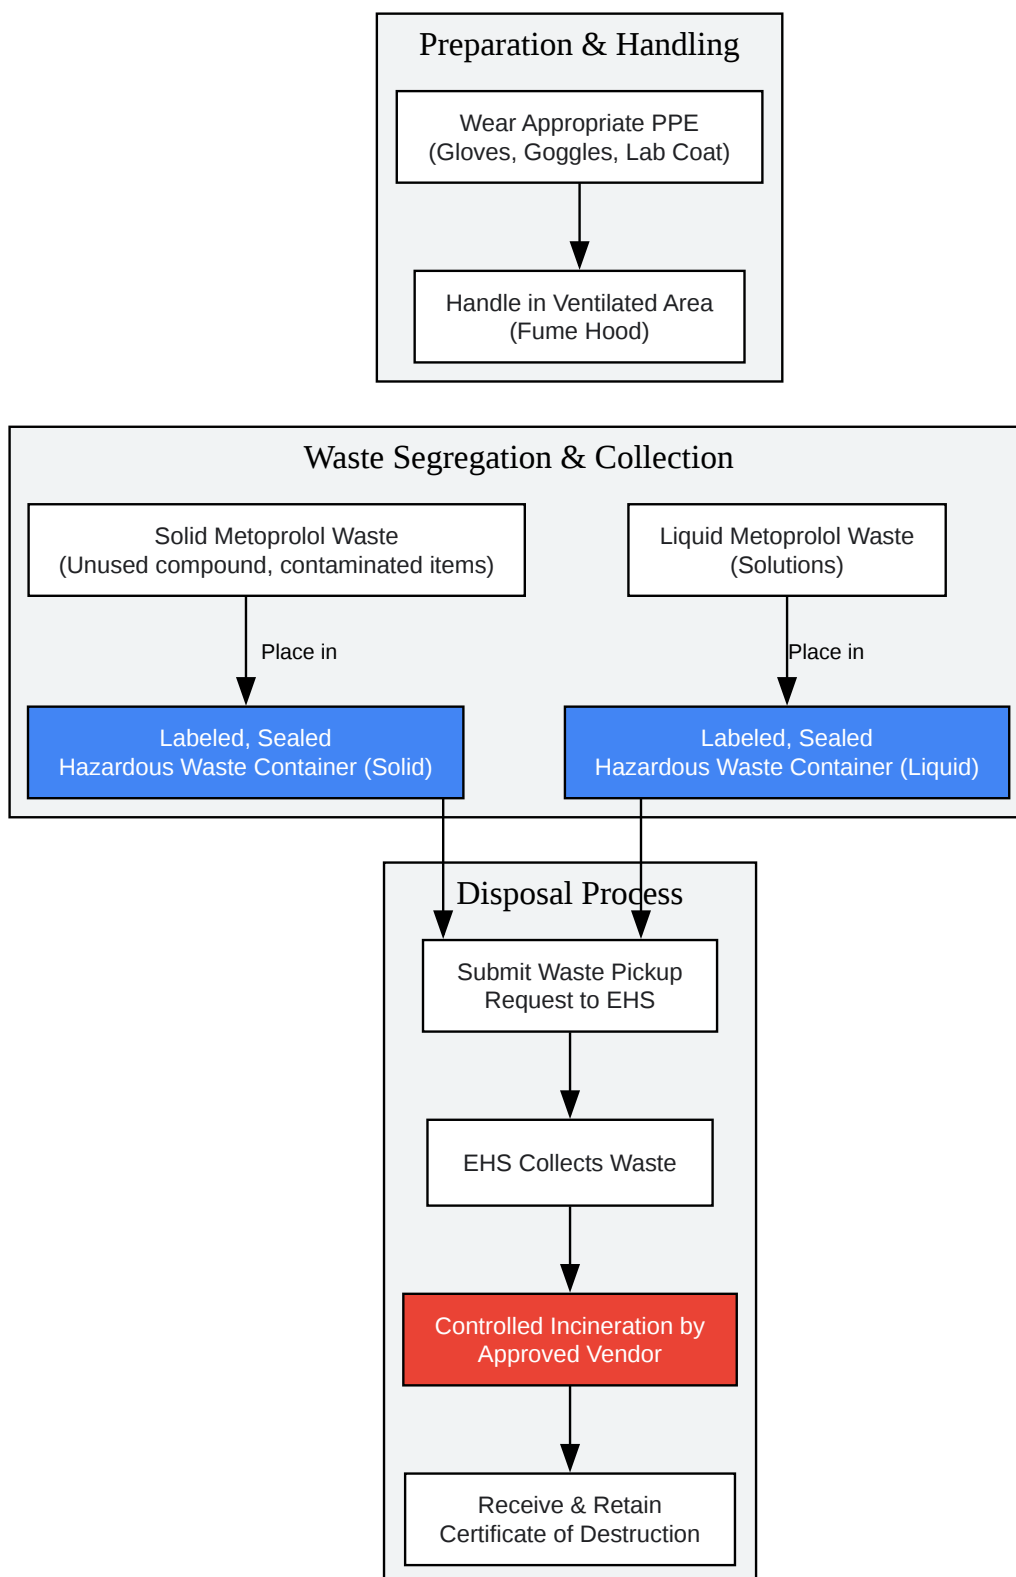 Preparation & Handling
Wear Appropriate PPE
(Gloves, Goggles, Lab Coat)
Handle in Ventilated Area
(Fume Hood)
Waste Segregation & Collection
Solid Metoprolol Waste
(Unused compound, contaminated items)
Liquid Metoprolol Waste
(Solutions)
Place in
Place in
Labeled, Sealed
Hazardous Waste Container (Solid)
Labeled, Sealed
Hazardous Waste Container (Liquid)
Disposal Process
Submit Waste Pickup
Request to EHS
EHS Collects Waste
Controlled Incineration by
Approved Vendor
Receive & Retain
Certificate of Destruction